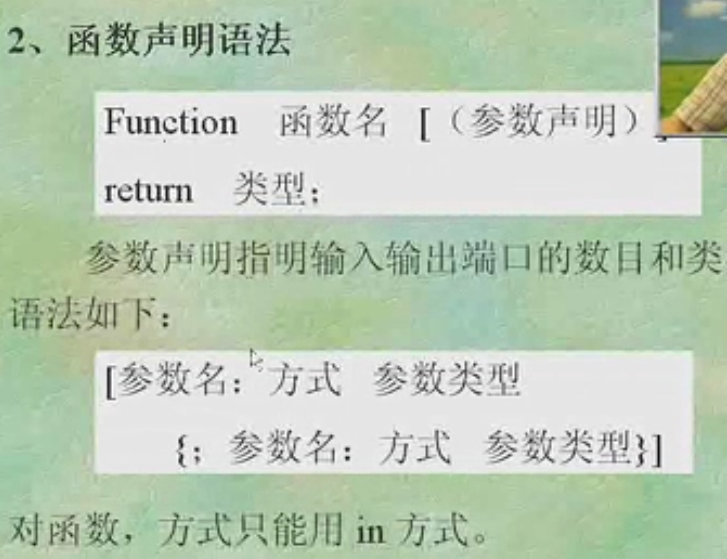 2、函数声明语法
Function 函数名 [（参数声明）]
return 类型；
参数声明指明输入输出端口的数目和类
语法如下：
[参数名：方式 参数类型
{；参数名：方式 参数类型}]
对函数，方式只能用 in 方式。